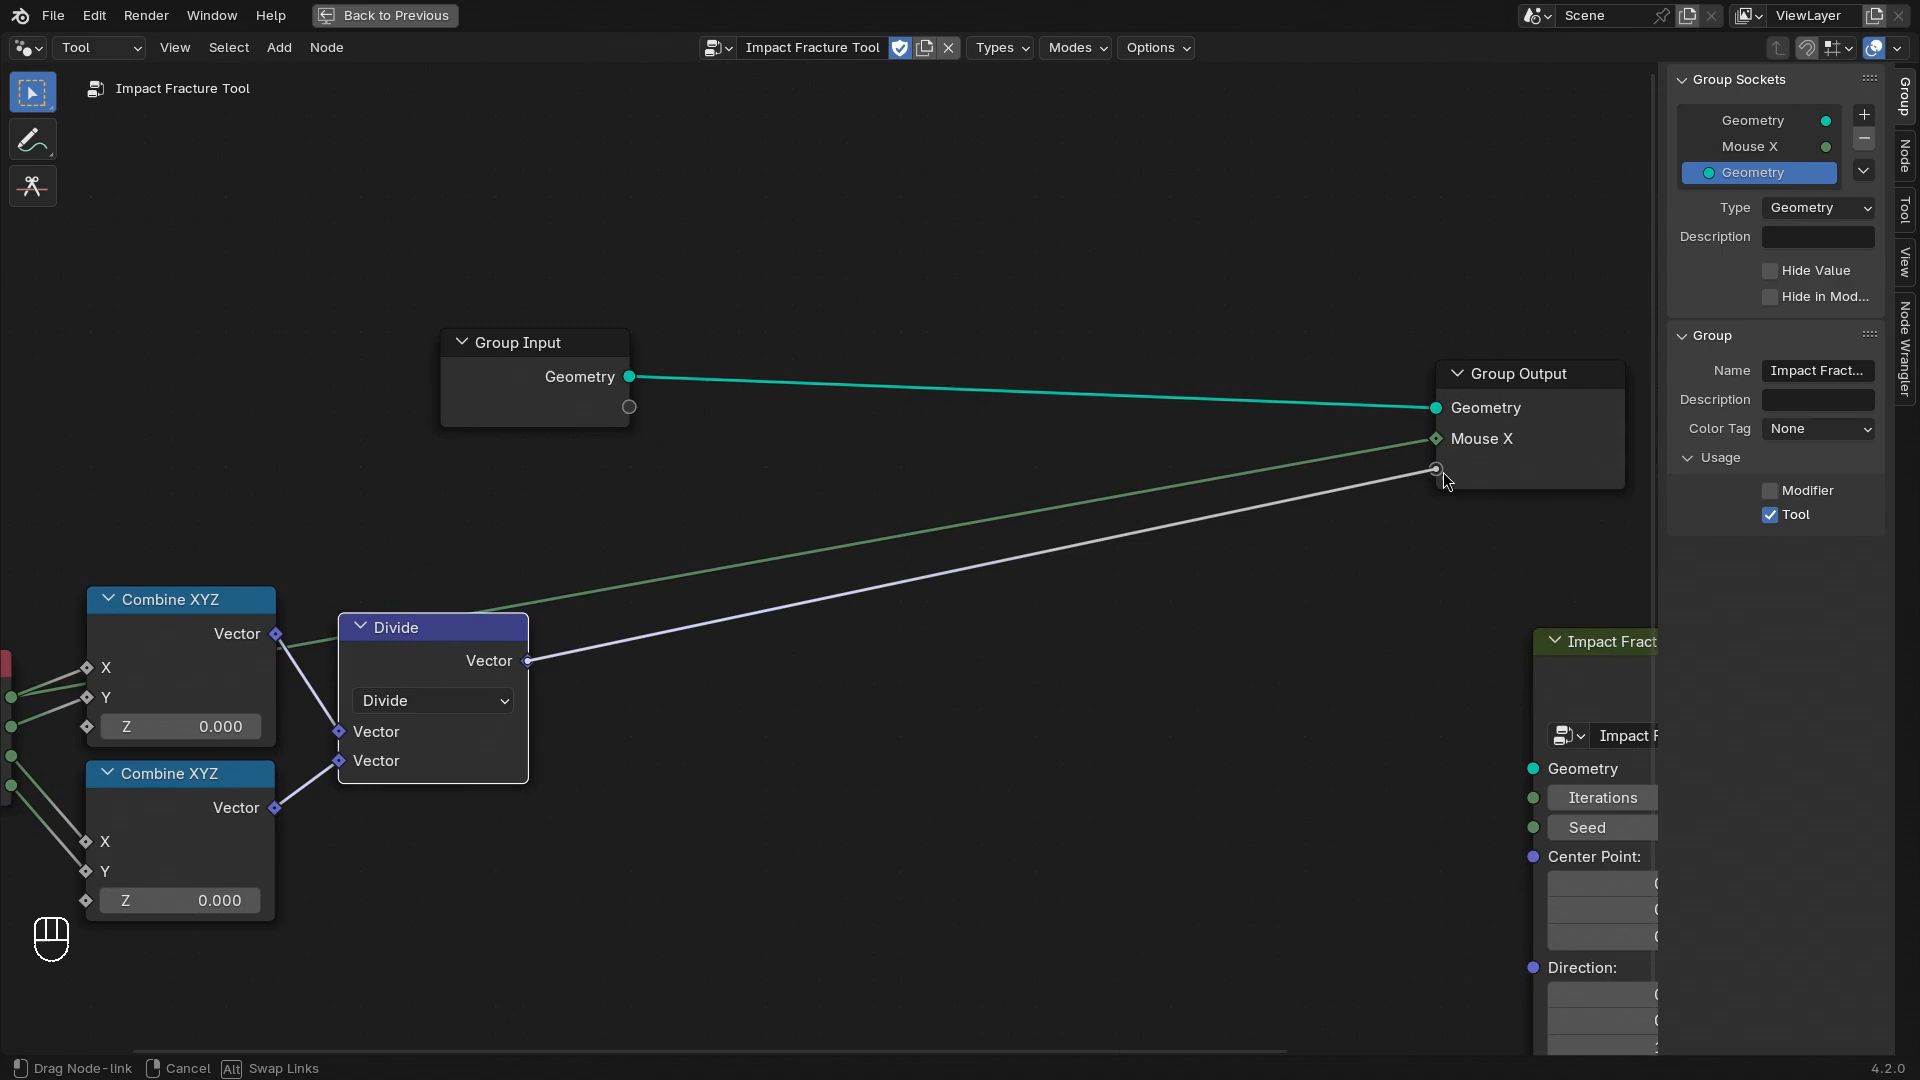 File Edit Render Window Help Back to Previous Scene ViewLayer
Tool View Select Add Node Impact Fracture Tool Types Modes Options
Impact Fracture Tool
Group Sockets
Geometry
Mouse X
Geometry
Type Geometry
Description
Hide Value
Hide in Mod...
Group
Name Impact Fract...
Description
Color Tag None
Usage
Modifier
Tool
Group
Node
Tool
View
Node Wrangler
Group Input
Geometry
Group Output
Geometry
Mouse X
Combine XYZ
Vector
X
Y
Z 0.000
Combine XYZ
Vector
X
Y
Z 0.000
Divide
Vector
Divide
Vector
Vector
Impact Fract
Impact F
Geometry
Iterations
Seed
Center Point:
Direction:
Drag Node-link Cancel Alt Swap Links 4.2.0